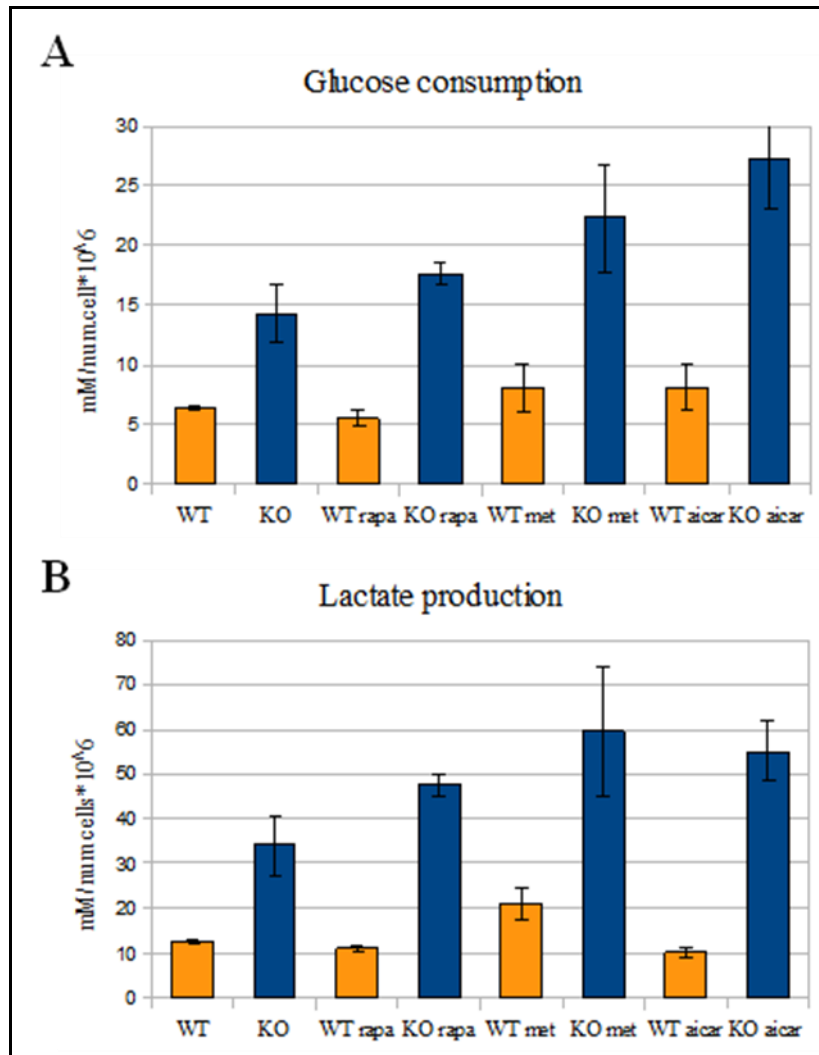 A
Glucose consumption
mM/num.cell*10^6
30
25
20
15
10
5
0
WT KO WT rapa KO rapa WT met KO met WT aicar KO aicar
B
Lactate production
mM/num cells*10^6
80
70
60
50
40
30
20
10
0
WT KO WT rapa KO rapa WT met KO met WT aicar KO aicar